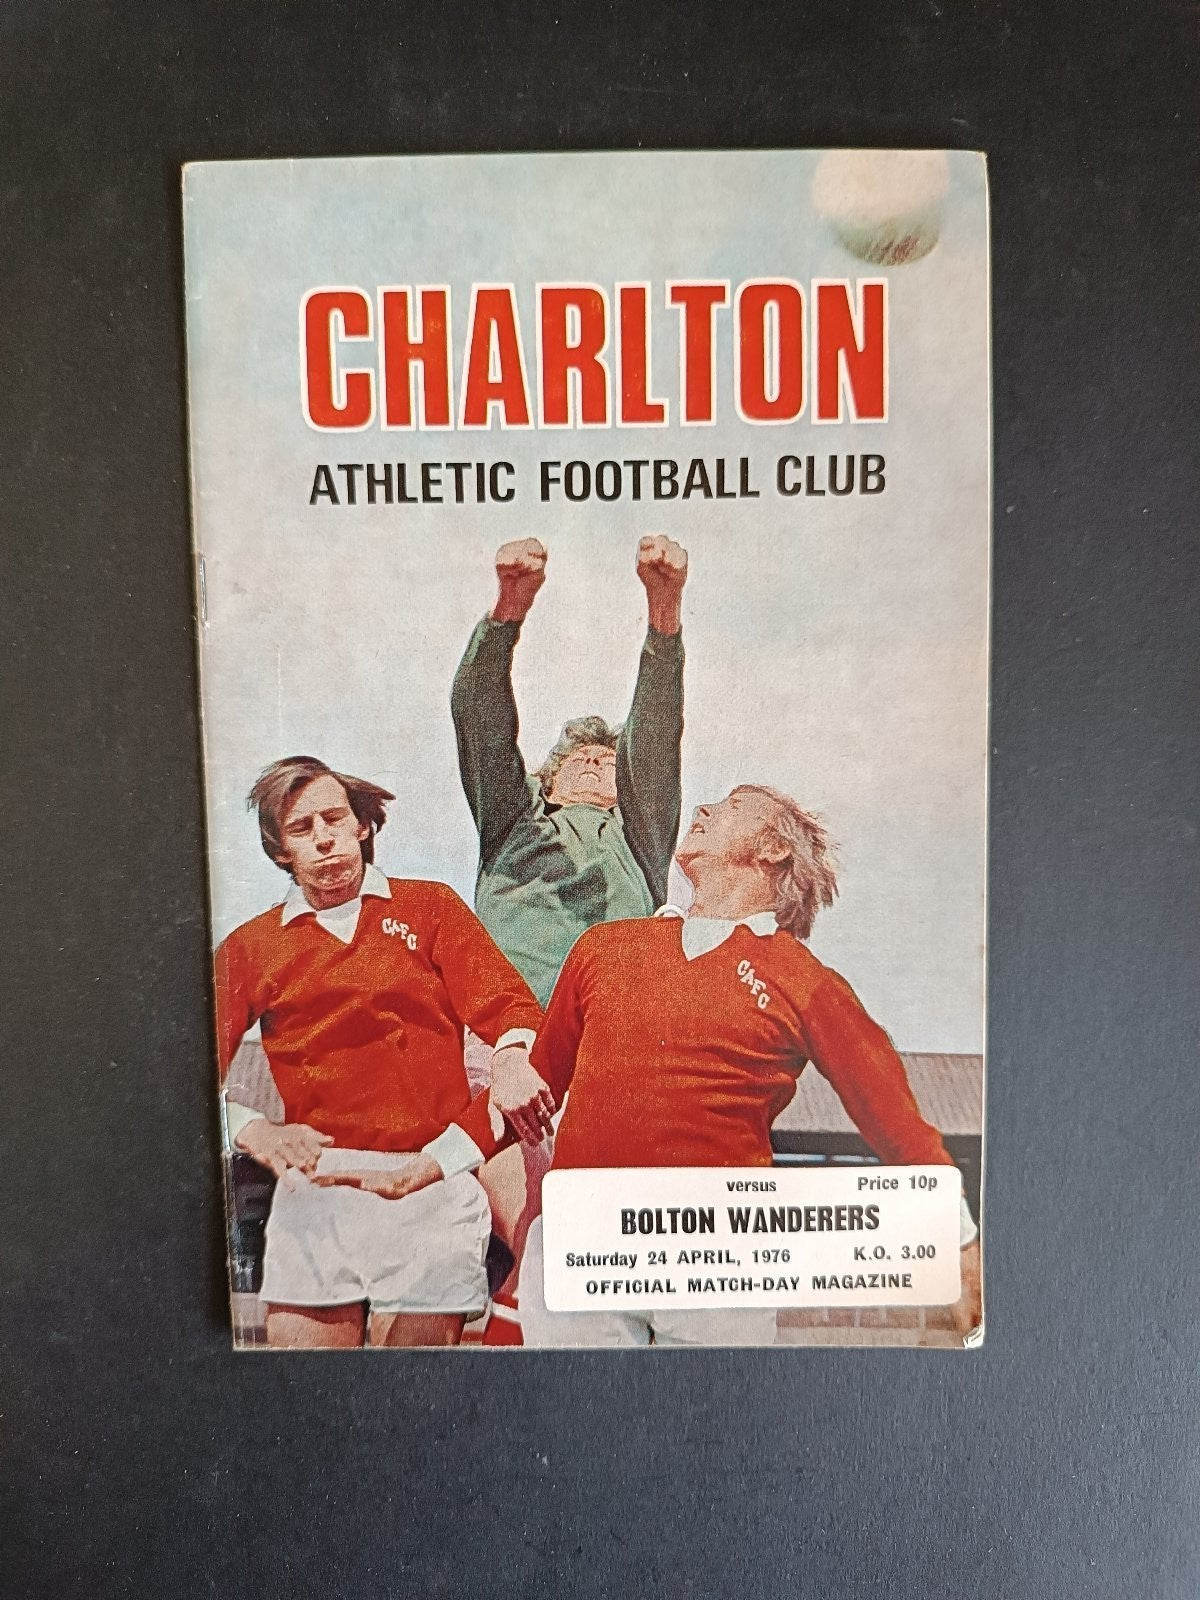 CHARLTON
ATHLETIC FOOTBALL CLUB
CAFC
CAFC
versus Price 10p
BOLTON WANDERERS
Saturday 24 APRIL, 1976 K.O. 3.00
OFFICIAL MATCH-DAY MAGAZINE